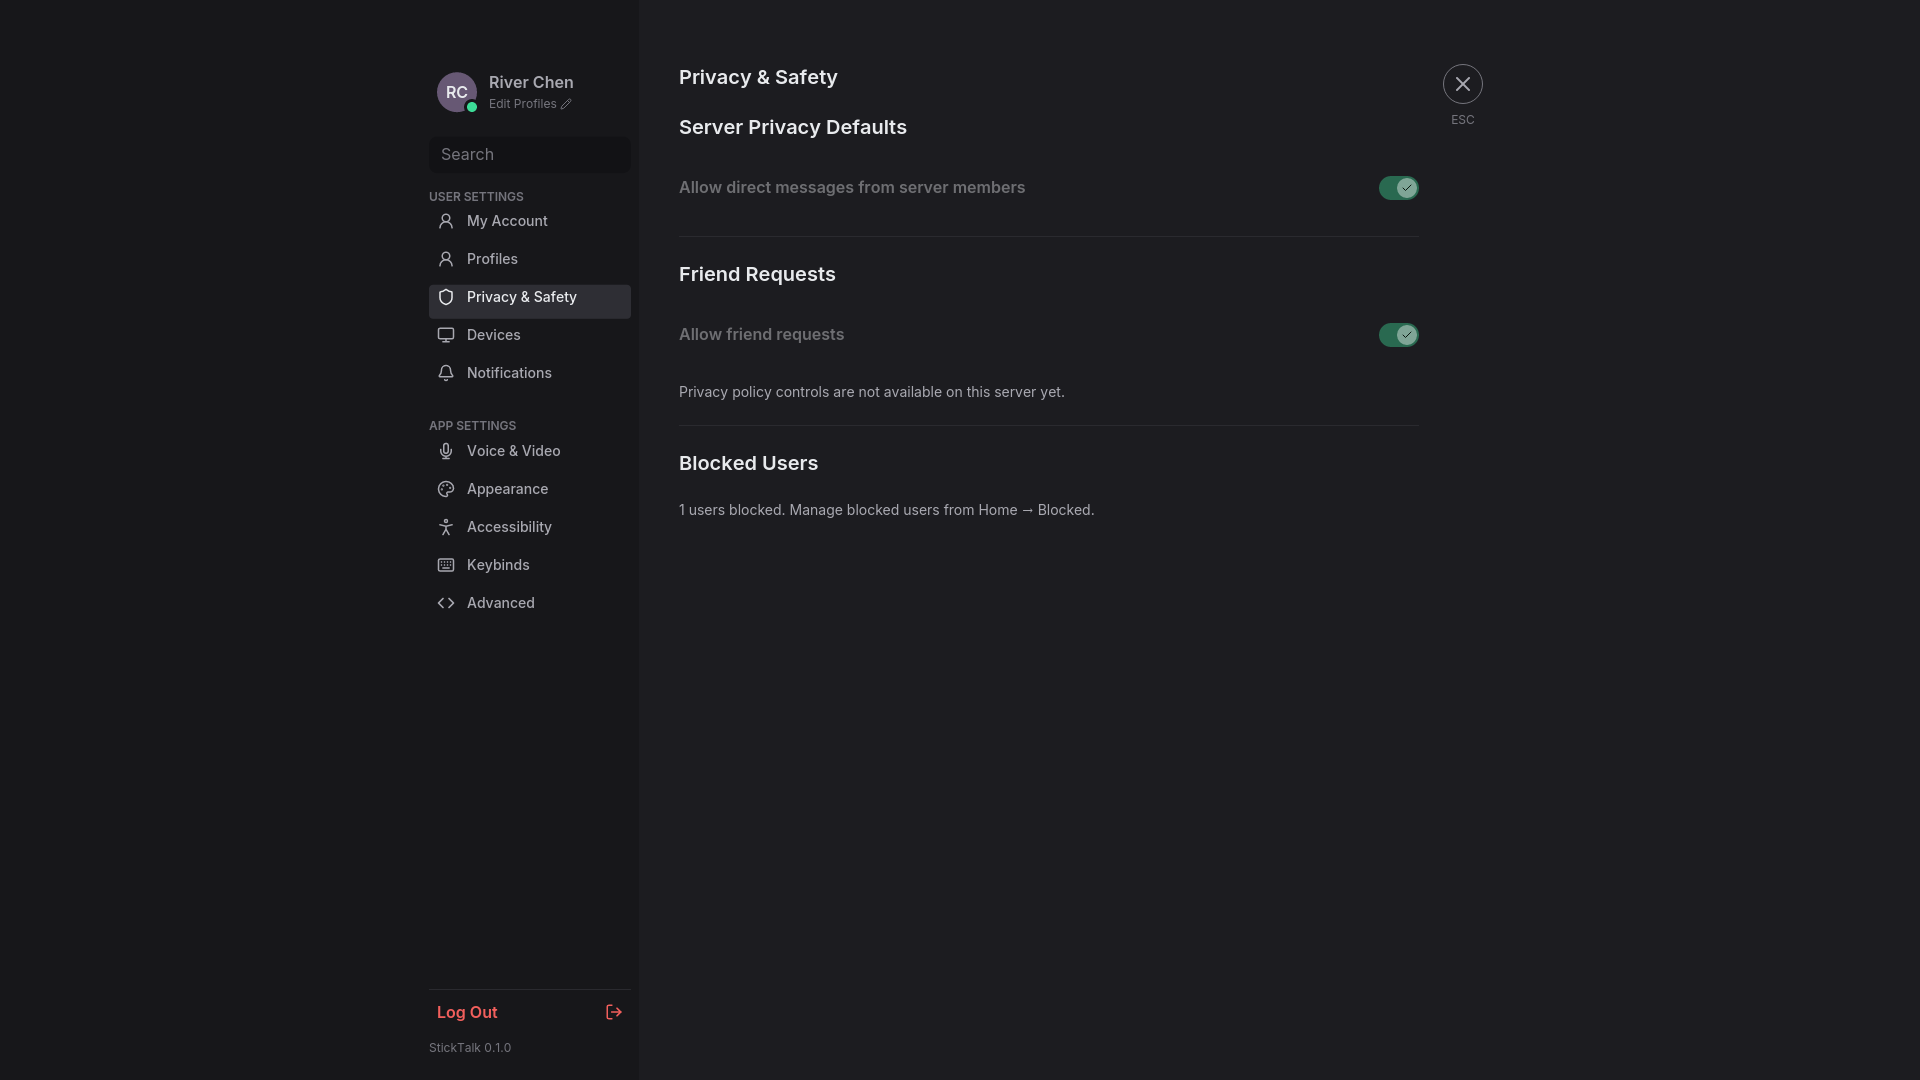 RC
River Chen
Edit Profiles
Search
USER SETTINGS
My Account
Profiles
Privacy & Safety
Devices
Notifications
APP SETTINGS
Voice & Video
Appearance
Accessibility
Keybinds
Advanced
Log Out
StickTalk 0.1.0
Privacy & Safety
Server Privacy Defaults
Allow direct messages from server members
Friend Requests
Allow friend requests
Privacy policy controls are not available on this server yet.
Blocked Users
1 users blocked. Manage blocked users from Home → Blocked.
ESC